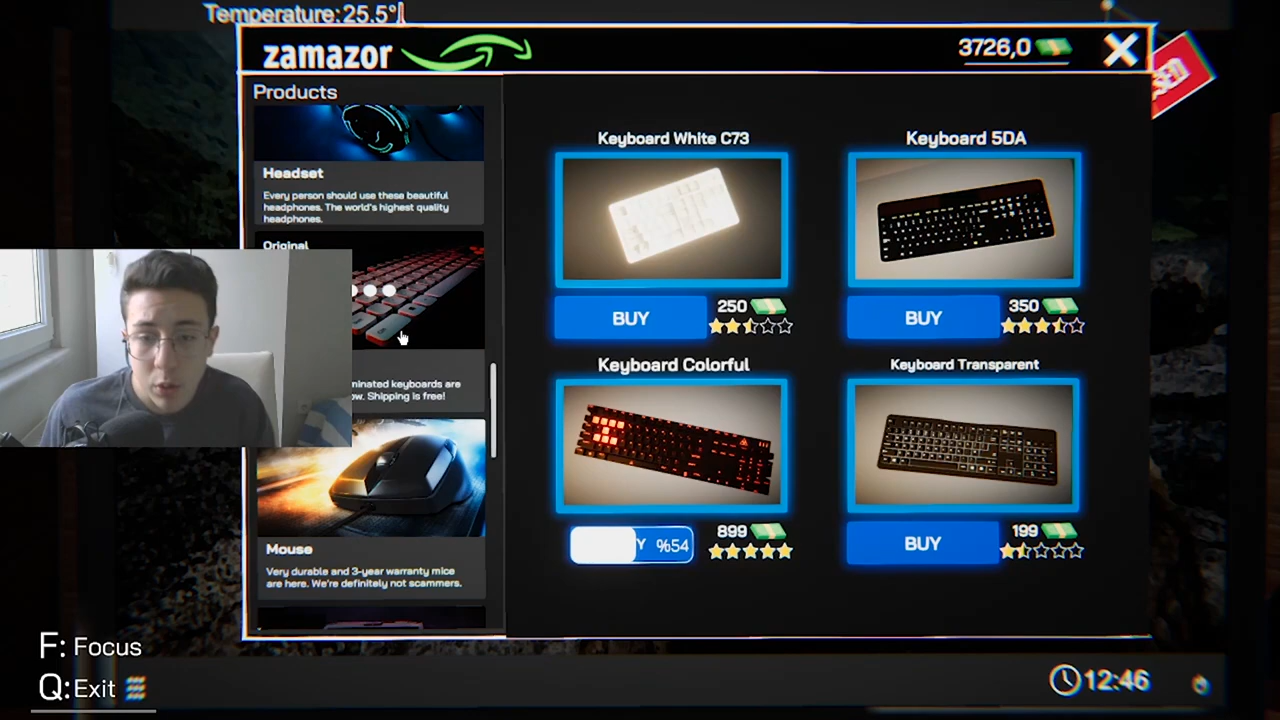 Temperature:25.5°
zamazor
3726,0
Products
Headset
Every person should use these beautiful
headphones. The world's highest quality
headphones.
Original
minated keyboards are
ow. Shipping is free!
Mouse
Very durable and 3-year warranty mice
are here. We're definitely not scammers.
Keyboard White C73
BUY
250
Keyboard 5DA
BUY
350
Keyboard Colorful
Y %54
899
Keyboard Transparent
BUY
199
F: Focus
Q: Exit
12:46